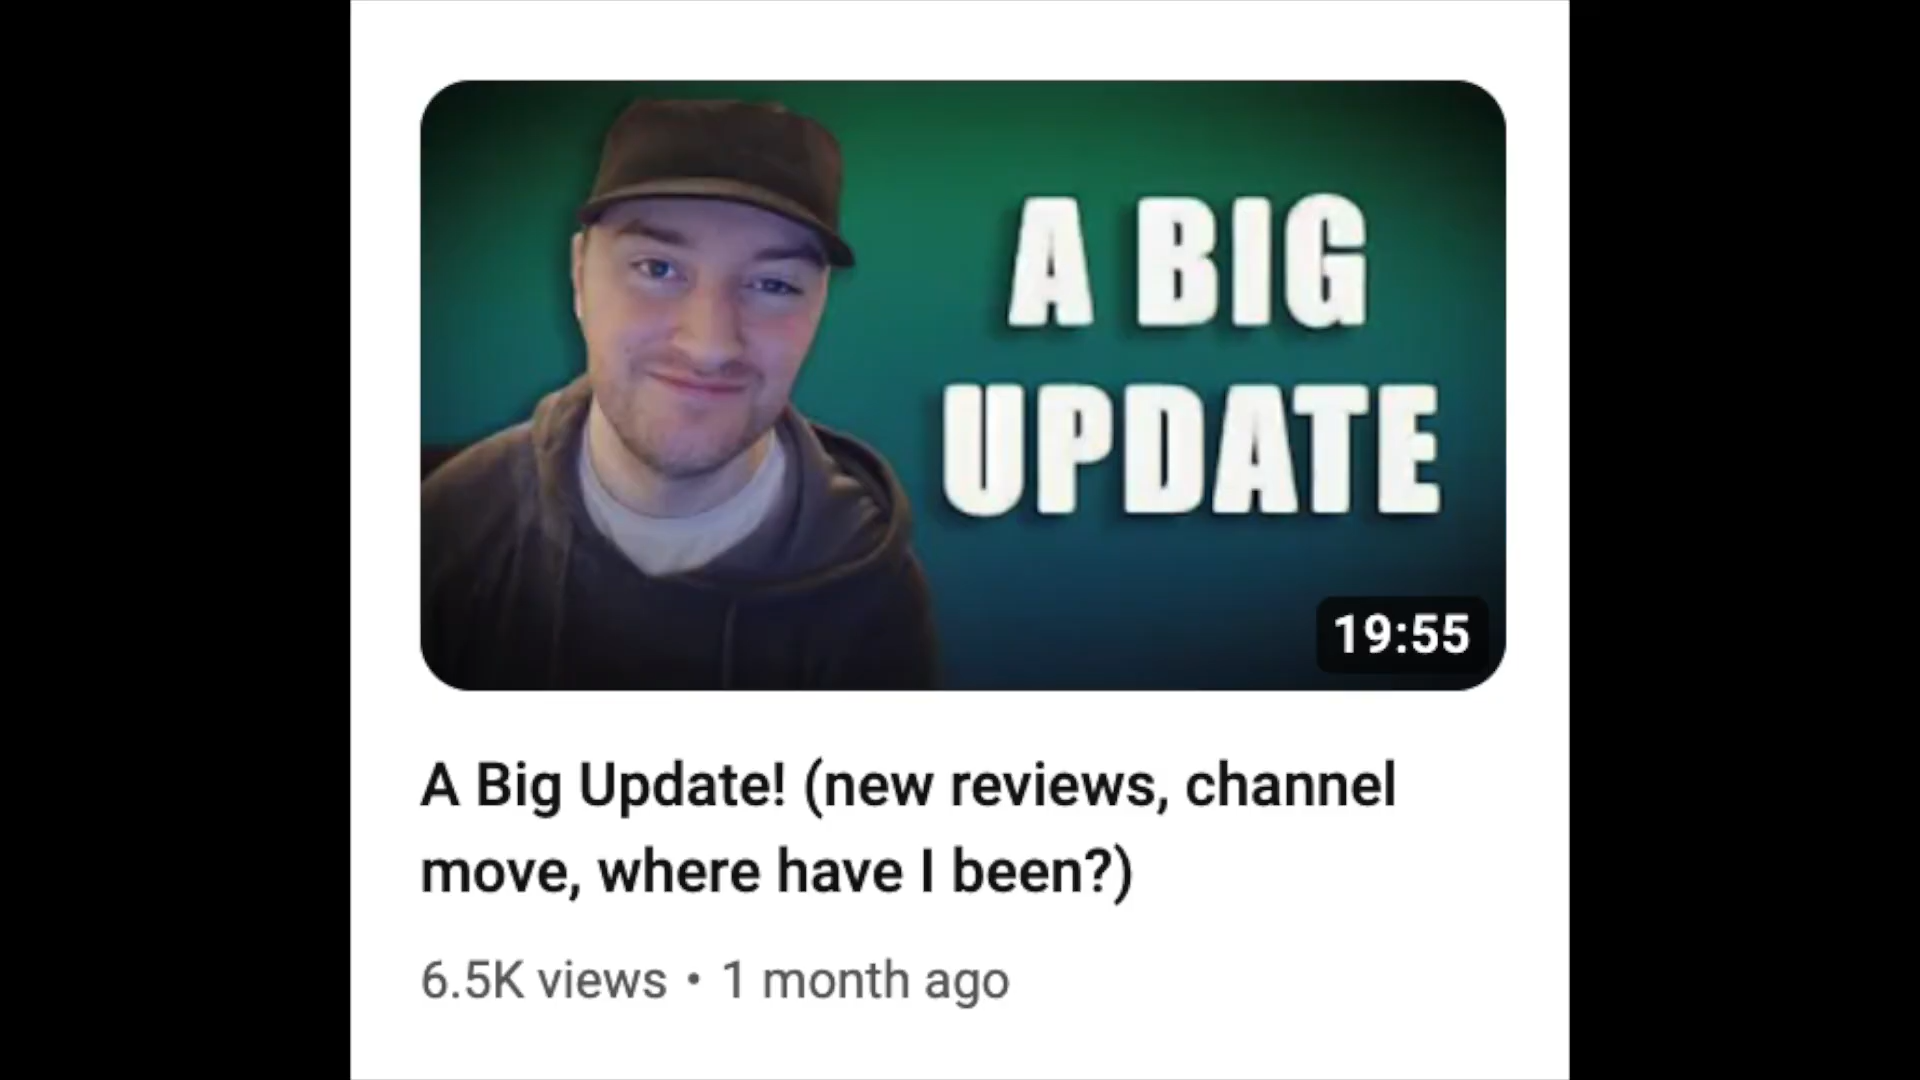 A BIG
UPDATE
19:55
A Big Update! (new reviews, channel
move, where have I been?)
6.5K views • 1 month ago